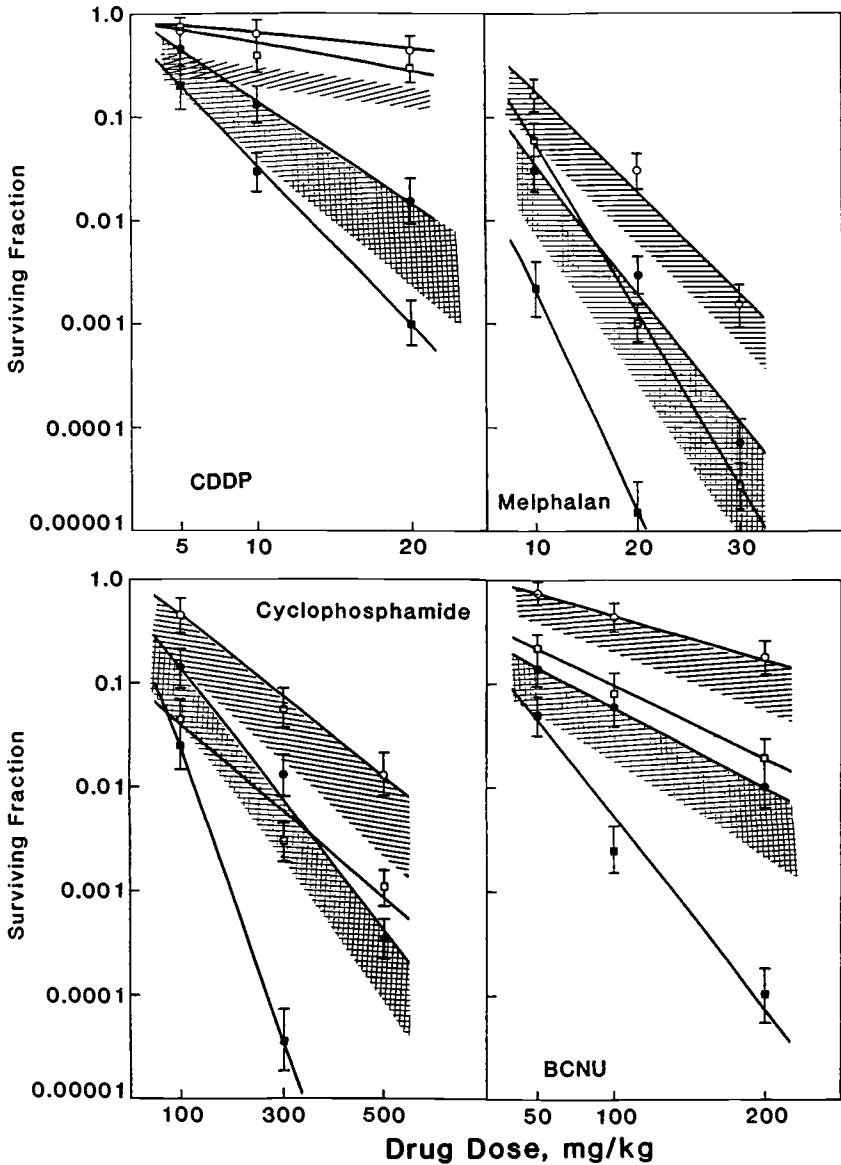 1.0
0.1
0.01
0.001
0.0001
0.00001
Surviving Fraction
CDDP
5 10 20
Melphalan
10 20 30
1.0
0.1
0.01
0.001
0.0001
0.00001
Surviving Fraction
Cyclophosphamide
100 300 500
BCNU
50 100 200
Drug Dose, mg/kg